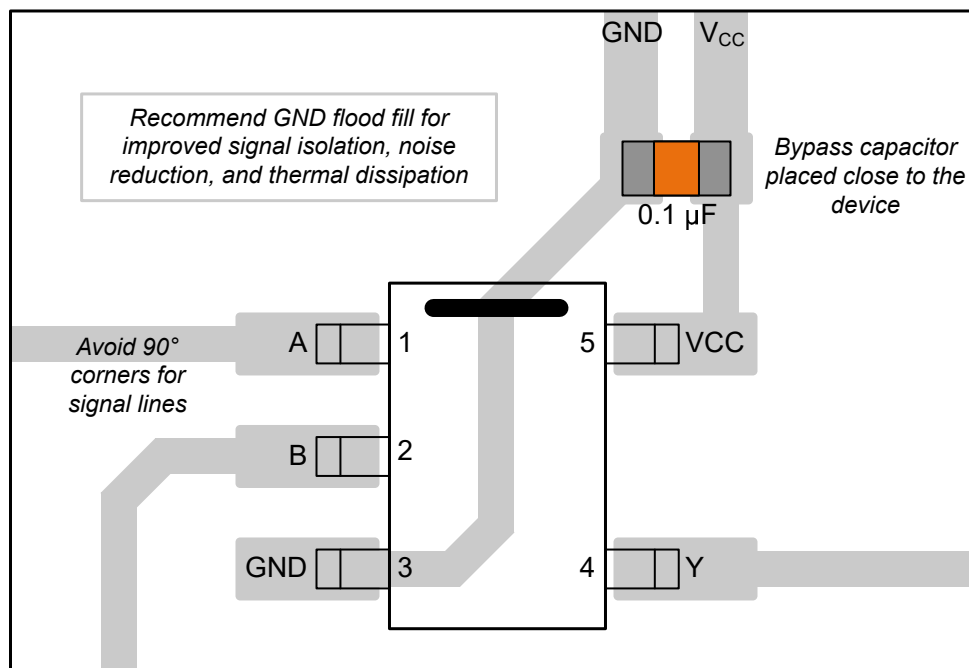 GND VCC
Recommend GND flood fill for
improved signal isolation, noise
reduction, and thermal dissipation
Bypass capacitor
placed close to the
device
0.1 µF
A 1 5 VCC
Avoid 90°
corners for
signal lines
B 2
GND 3 4 Y